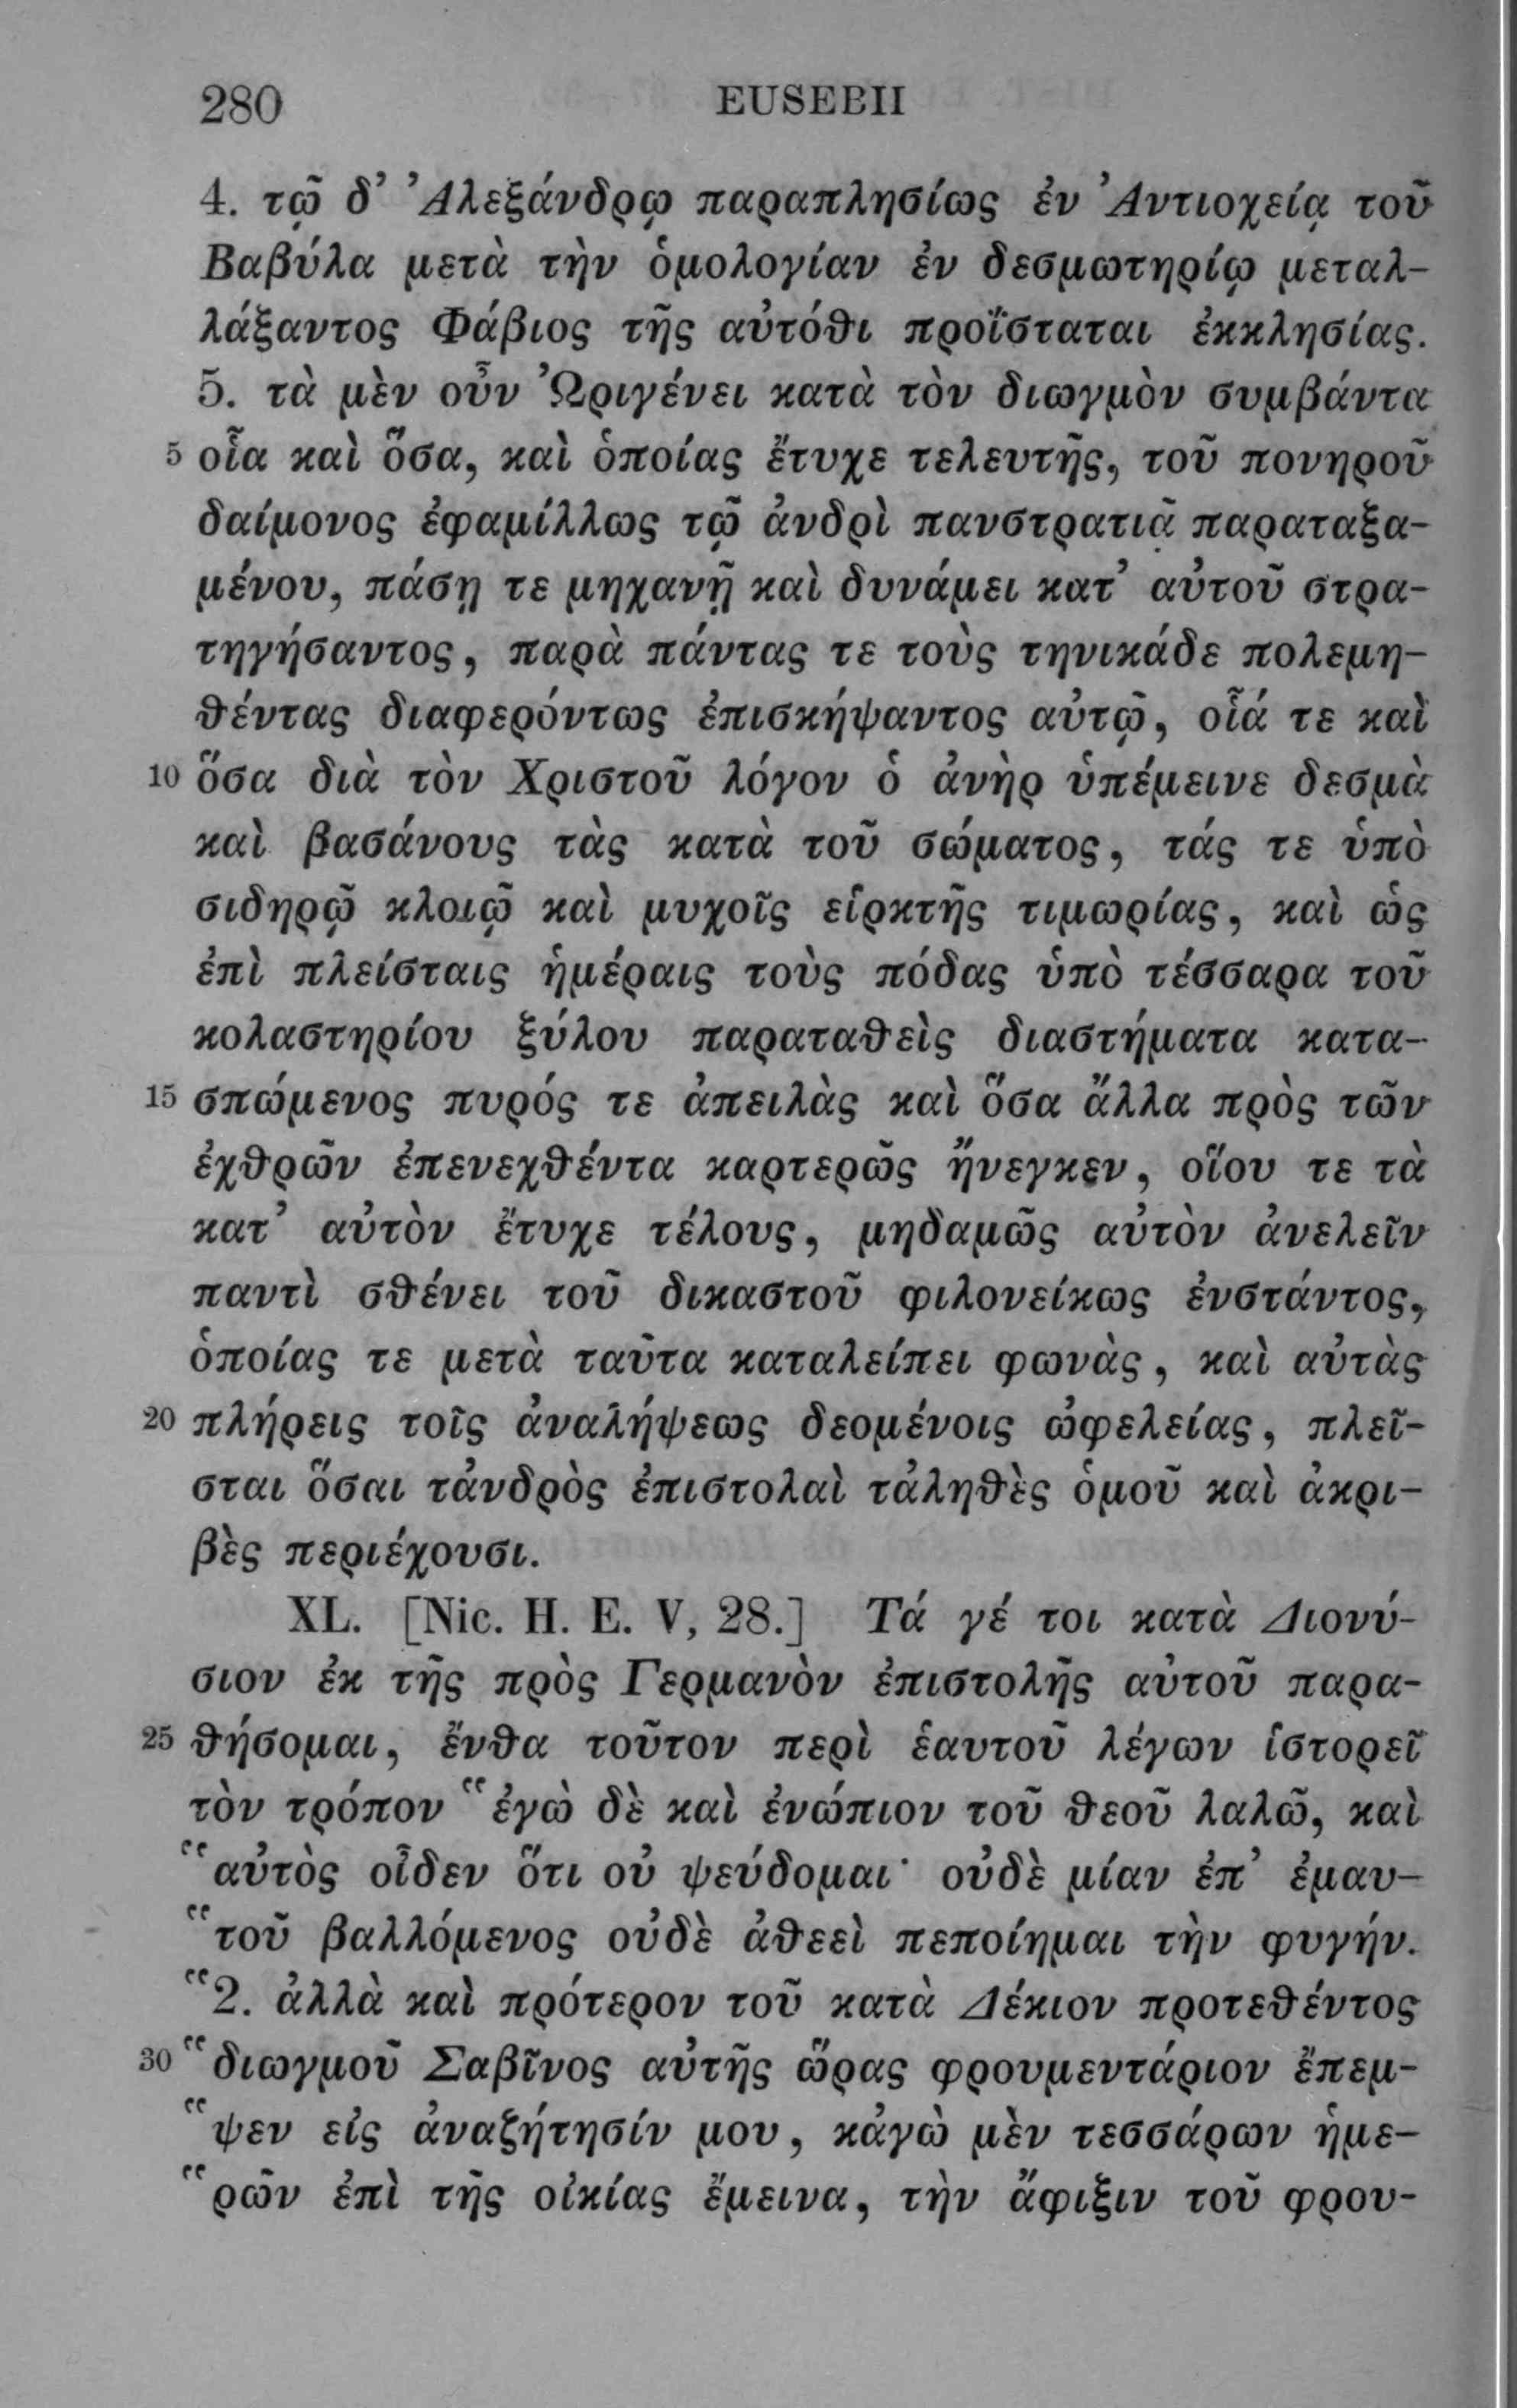 280 EUSEBII
4. τῷ δ’ Ἀλεξάνδρῳ παραπλησίως ἐν Ἀντιοχείᾳ τοῦ
Βαβύλα μετὰ τὴν ὁμολογίαν ἐν δεσμωτηρίῳ μεταλ-
λάξαντος Φάβιος τῆς αὐτόθι προΐσταται ἐκκλησίας.
5. τὰ μὲν οὖν Ὠριγένει κατὰ τὸν διωγμὸν συμβάντα
5 οἷα καὶ ὅσα, καὶ ὁποίας ἔτυχε τελευτῆς, τοῦ πονηροῦ
δαίμονος ἐφαμίλλως τῷ ἀνδρὶ πανστρατιᾷ παραταξα-
μένου, πάσῃ τε μηχανῇ καὶ δυνάμει κατ’ αὐτοῦ στρα-
τηγήσαντος, παρὰ πάντας τε τοὺς τηνικάδε πολεμη-
θέντας διαφερόντως ἐπισκήψαντος αὐτῷ, οἷά τε καὶ
10 ὅσα διὰ τὸν Χριστοῦ λόγον ὁ ἀνὴρ ὑπέμεινε δεσμὰ
καὶ βασάνους τὰς κατὰ τοῦ σώματος, τάς τε ὑπὸ
σιδηρῷ κλοιῷ καὶ μυχοῖς εἱρκτῆς τιμωρίας, καὶ ὡς
ἐπὶ πλείσταις ἡμέραις τοὺς πόδας ὑπὸ τέσσαρα τοῦ
κολαστηρίου ξύλου παραταθεὶς διαστήματα κατα-
15 σπώμενος πυρός τε ἀπειλὰς καὶ ὅσα ἄλλα πρὸς τῶν
ἐχθρῶν ἐπενεχθέντα καρτερῶς ἤνεγκεν, οἵου τε τὰ
κατ’ αὐτὸν ἔτυχε τέλους, μηδαμῶς αὐτὸν ἀνελεῖν
παντὶ σθένει τοῦ δικαστοῦ φιλονείκως ἐνστάντος,
ὁποίας τε μετὰ ταῦτα καταλείπει φωνὰς, καὶ αὐτὰς
20 πλήρεις τοῖς ἀναλήψεως δεομένοις ὠφελείας, πλεῖ-
σται ὅσαι τἀνδρὸς ἐπιστολαὶ τἀληθὲς ὁμοῦ καὶ ἀκρι-
βὲς περιέχουσι.
XL. [Nic. H. E. V, 28.] Τά γέ τοι κατὰ Διονύ-
σιον ἐκ τῆς πρὸς Γερμανὸν ἐπιστολῆς αὐτοῦ παρα-
25 θήσομαι, ἔνθα τοῦτον περὶ ἑαυτοῦ λέγων ἱστορεῖ
τὸν τρόπον “ἐγὼ δὲ καὶ ἐνώπιον τοῦ θεοῦ λαλῶ, καὶ
“αὐτὸς οἶδεν ὅτι οὐ ψεύδομαι· οὐδὲ μίαν ἐπ’ ἐμαυ-
“τοῦ βαλλόμενος οὐδὲ ἀθεεὶ πεποίημαι τὴν φυγήν.
“2. ἀλλὰ καὶ πρότερον τοῦ κατὰ Δέκιον προτεθέντος
30 “διωγμοῦ Σαβῖνος αὐτῆς ὥρας φρουμεντάριον ἔπεμ-
“ψεν εἰς ἀναζήτησίν μου, κἀγὼ μὲν τεσσάρων ἡμε-
“ρῶν ἐπὶ τῆς οἰκίας ἔμεινα, τὴν ἄφιξιν τοῦ φρου-